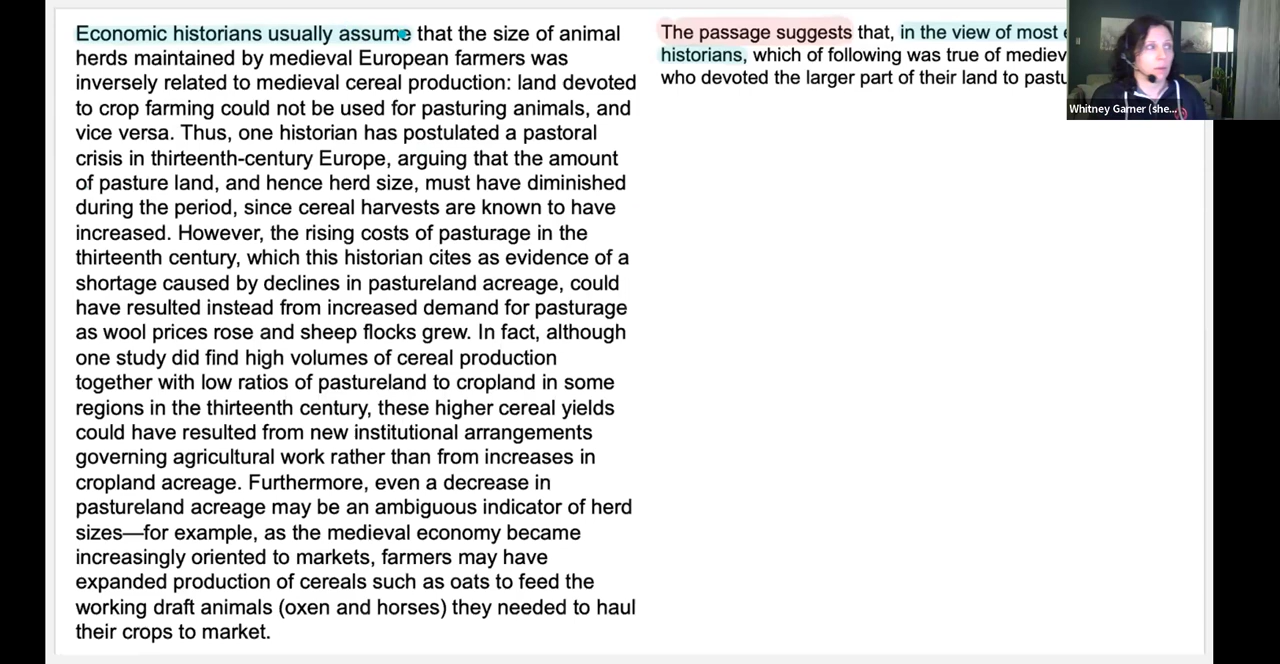 Economic historians usually assume that the size of animal
herds maintained by medieval European farmers was
inversely related to medieval cereal production: land devoted
to crop farming could not be used for pasturing animals, and
vice versa. Thus, one historian has postulated a pastoral
crisis in thirteenth-century Europe, arguing that the amount
of pasture land, and hence herd size, must have diminished
during the period, since cereal harvests are known to have
increased. However, the rising costs of pasturage in the
thirteenth century, which this historian cites as evidence of a
shortage caused by declines in pastureland acreage, could
have resulted instead from increased demand for pasturage
as wool prices rose and sheep flocks grew. In fact, although
one study did find high volumes of cereal production
together with low ratios of pastureland to cropland in some
regions in the thirteenth century, these higher cereal yields
could have resulted from new institutional arrangements
governing agricultural work rather than from increases in
cropland acreage. Furthermore, even a decrease in
pastureland acreage may be an ambiguous indicator of herd
sizes—for example, as the medieval economy became
increasingly oriented to markets, farmers may have
expanded production of cereals such as oats to feed the
working draft animals (oxen and horses) they needed to haul
their crops to market.
The passage suggests that, in the view of most
historians, which of following was true of
who devoted the larger part of their land to
Whitney Garner (she...